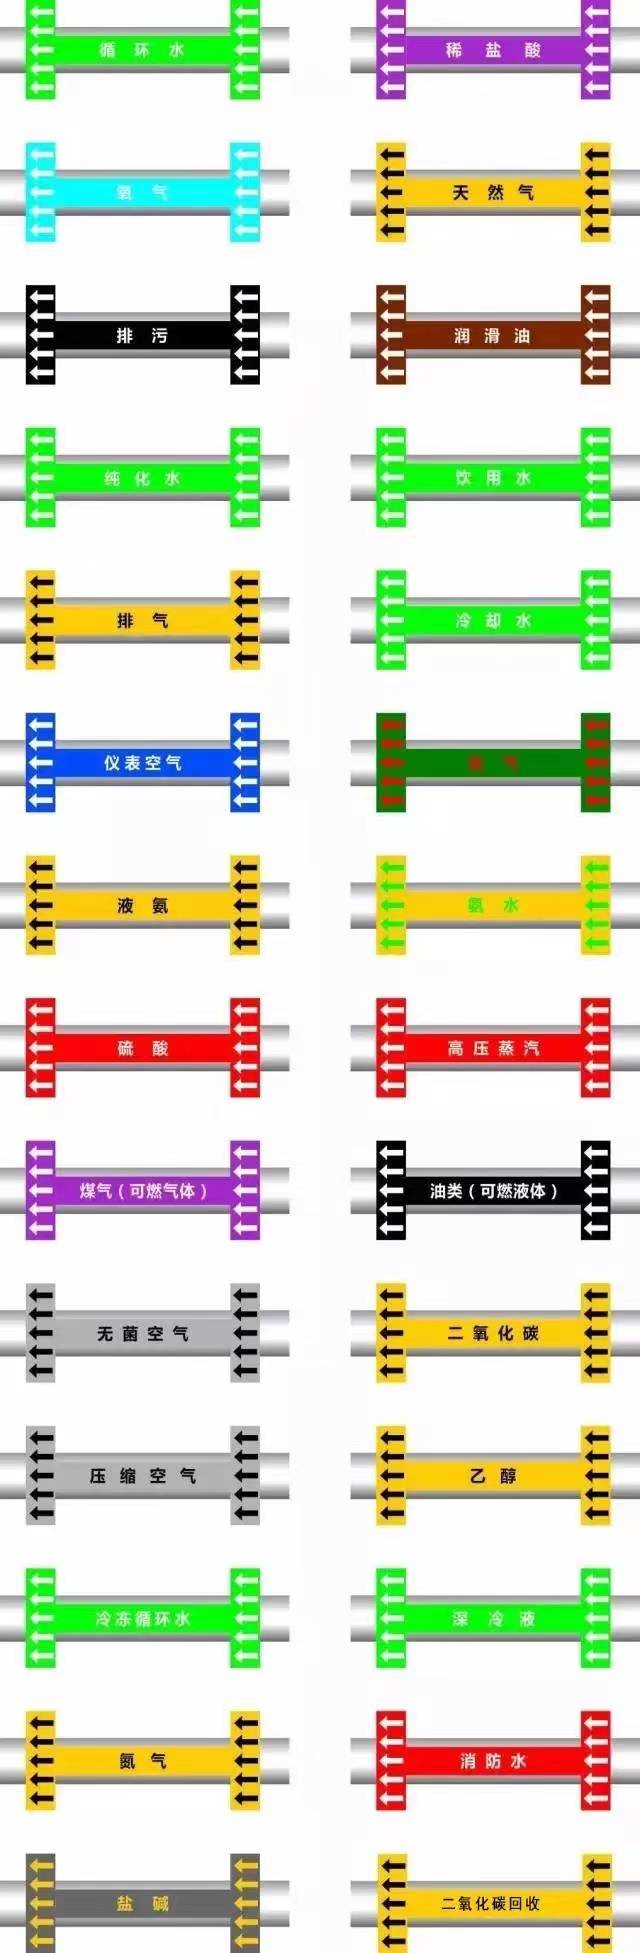 循环水
稀盐酸
氧气
天然气
排污
润滑油
纯化水
饮用水
排气
冷却水
仪表空气
气
液氨
氨水
硫酸
高压蒸汽
煤气（可燃气体）
油类（可燃液体）
无菌空气
二氧化碳
压缩空气
乙醇
冷冻循环水
深冷液
氮气
消防水
盐碱
二氧化碳回收